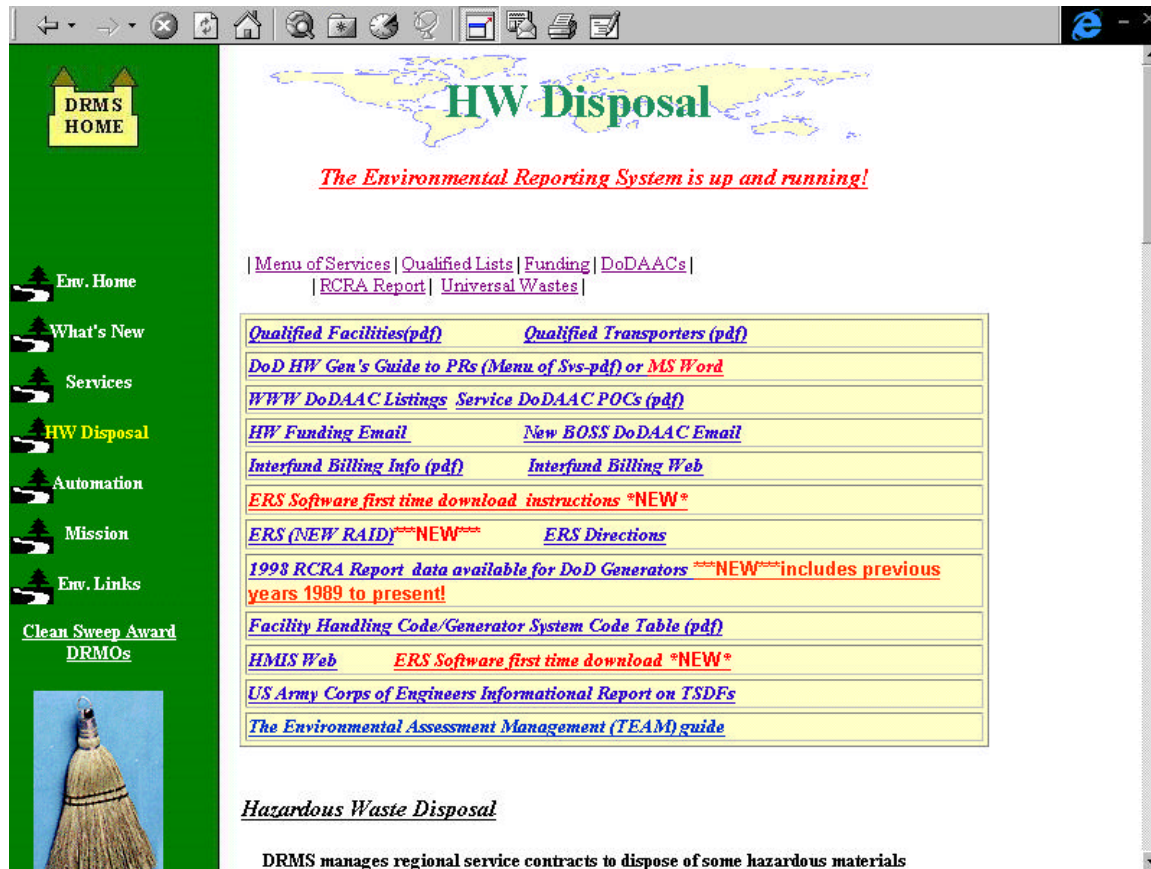 DRMS
HOME
Env. Home
What's New
Services
HW Disposal
Automation
Mission
Env. Links
Clean Sweep Award
DRMOs
HW Disposal
The Environmental Reporting System is up and running!
| Menu of Services | Qualified Lists | Funding | DoDAACs |
| RCRA Report | Universal Wastes |
Qualified Facilities(pdf) Qualified Transporters (pdf)
DoD HW Gen's Guide to PRs (Menu of Svs-pdf) or MS Word
WWW DoDAAC Listings Service DoDAAC POCs (pdf)
HW Funding Email New BOSS DoDAAC Email
Interfund Billing Info (pdf) Interfund Billing Web
ERS Software first time download instructions *NEW*
ERS (NEW RAID)***NEW*** ERS Directions
1998 RCRA Report data available for DoD Generators ***NEW***includes previous
years 1989 to present!
Facility Handling Code/Generator System Code Table (pdf)
HMIS Web ERS Software first time download *NEW*
US Army Corps of Engineers Informational Report on TSDFs
The Environmental Assessment Management (TEAM) guide
Hazardous Waste Disposal
DRMS manages regional service contracts to dispose of some hazardous materials